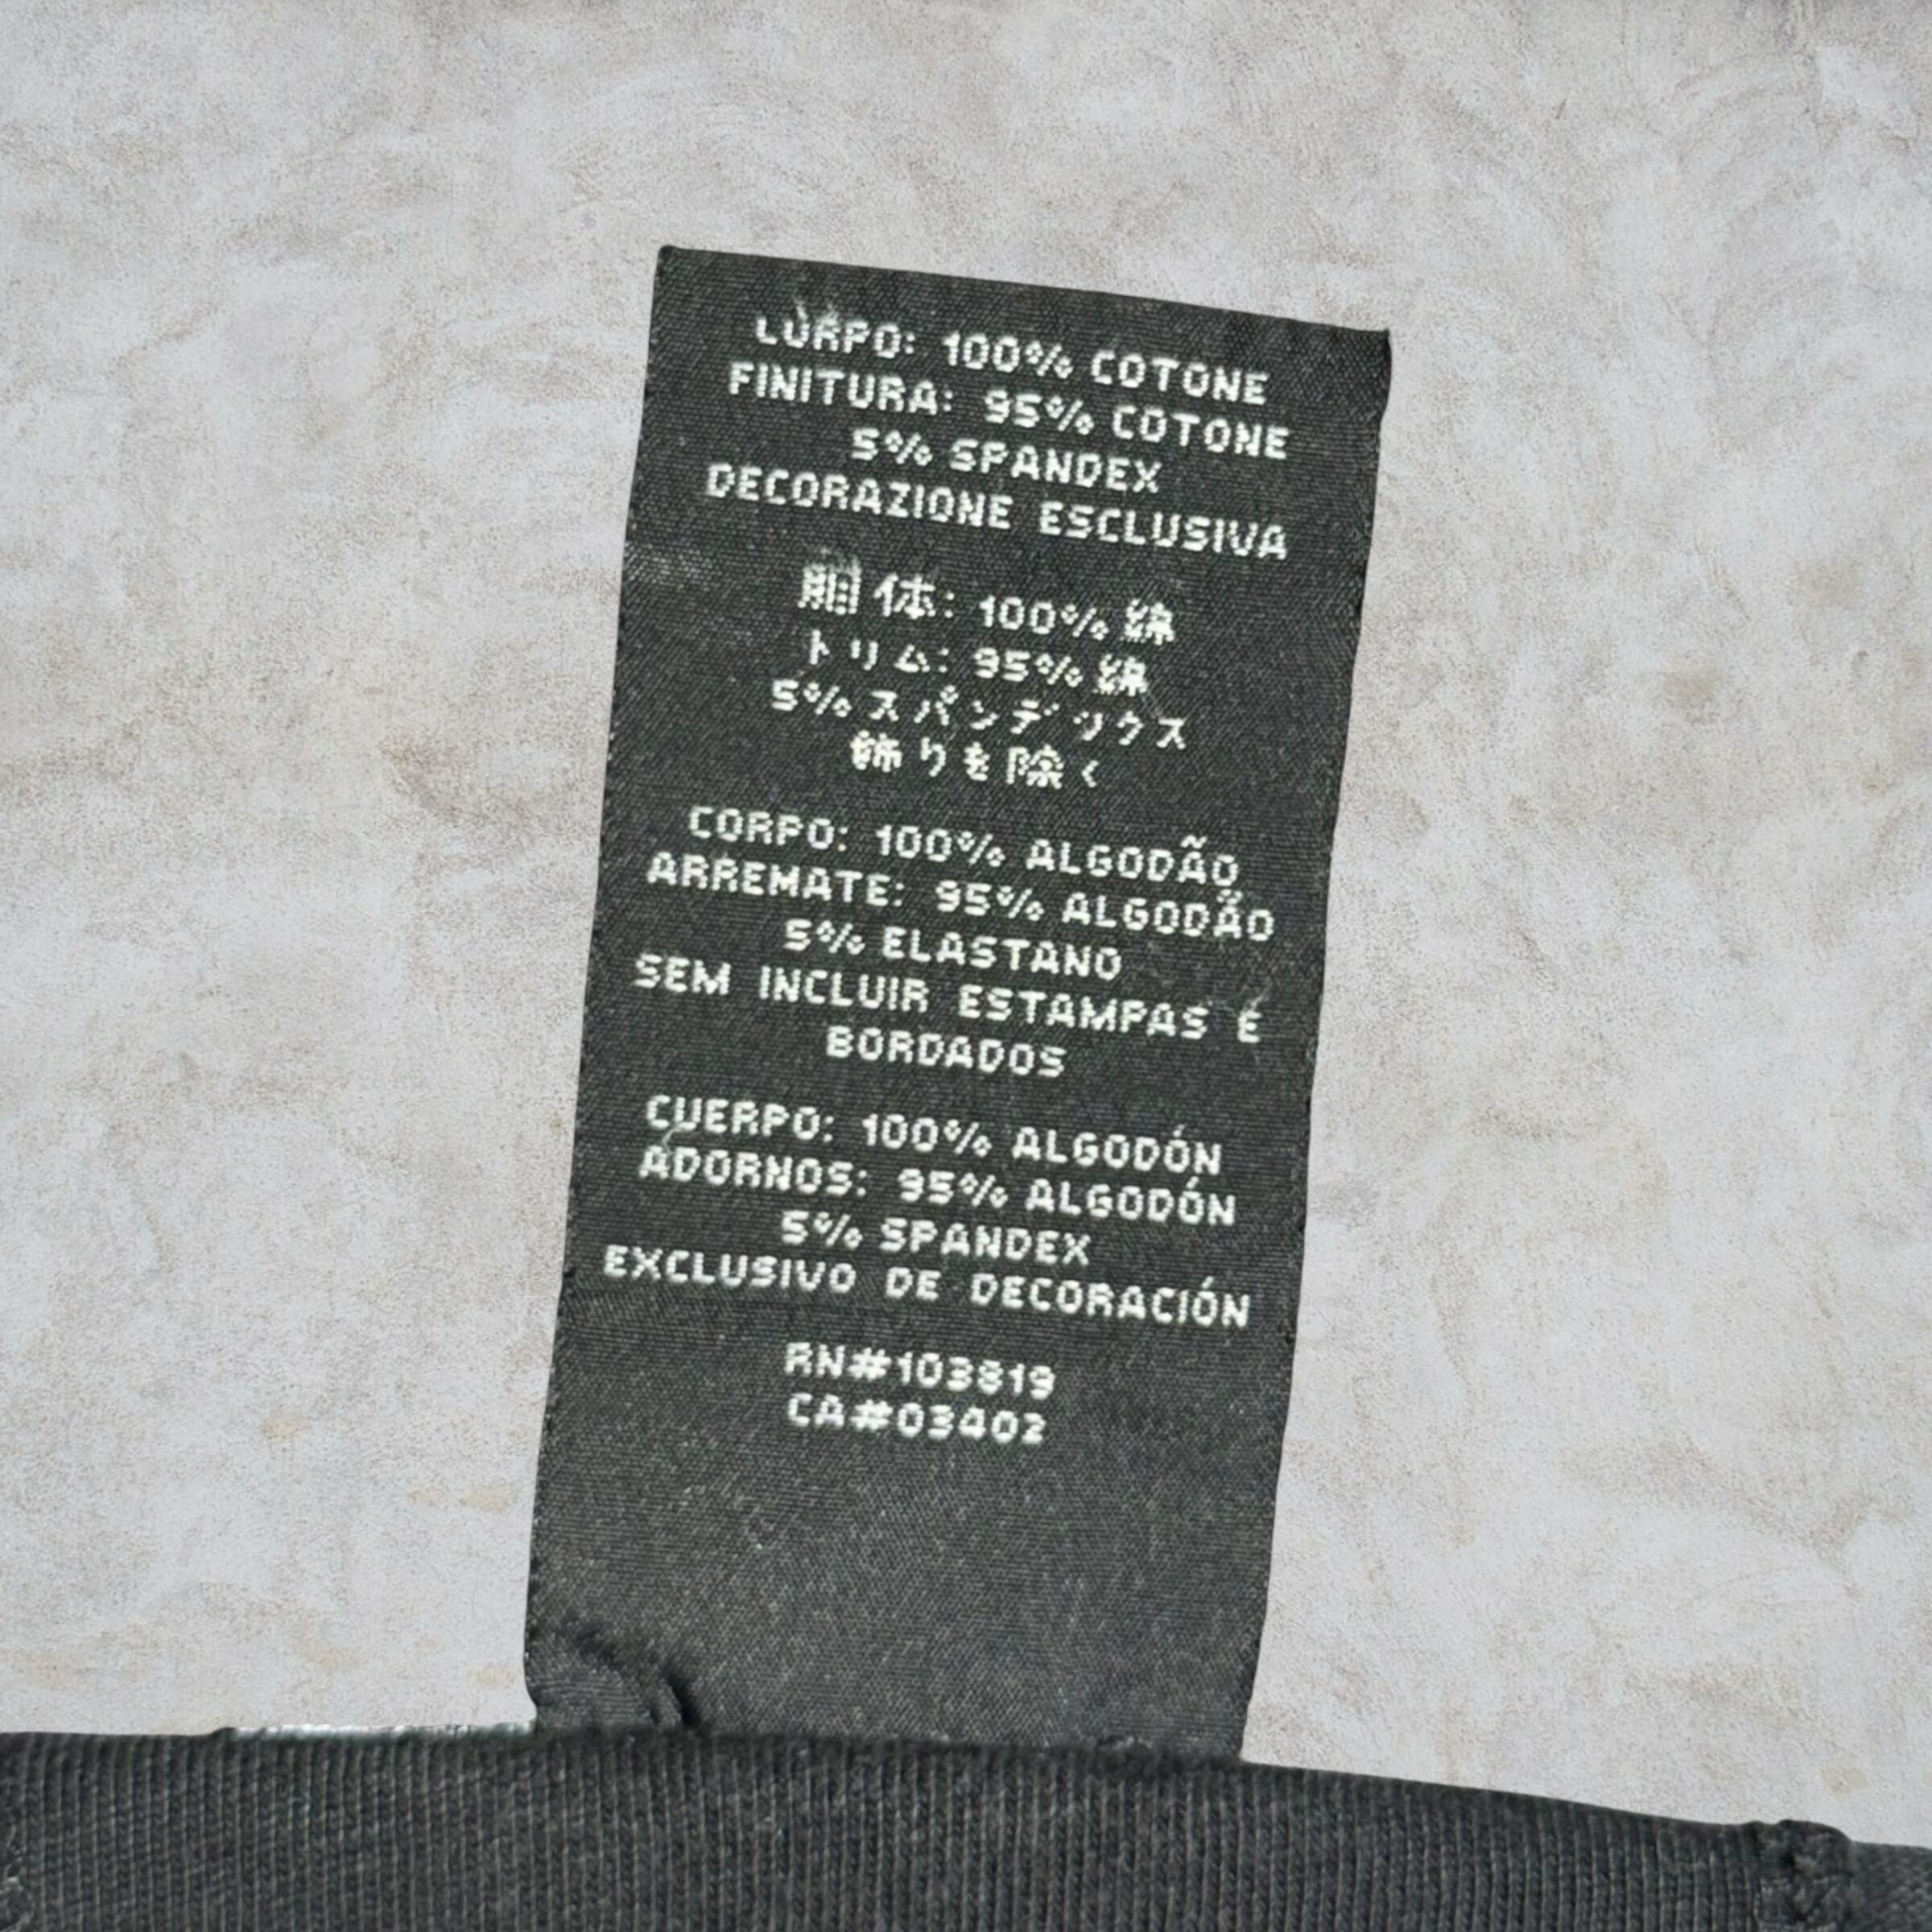 CORPO: 100% COTONE
FINITURA: 95% COTONE
5% SPANDEX
DECORAZIONE ESCLUSIVA
胴体: 100% 綿
トリム: 95% 綿
5% スパンデックス
飾りを除く
CORPO: 100% ALGODÃO
ARREMATE: 95% ALGODÃO
5% ELASTANO
SEM INCLUIR ESTAMPAS E
BORDADOS
CUERPO: 100% ALGODÓN
ADORNOS: 95% ALGODÓN
5% SPANDEX
EXCLUSIVO DE DECORACIÓN
RN#103819
CA#03402